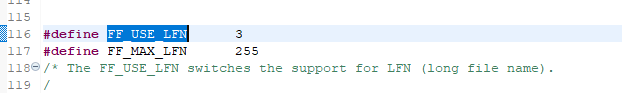 115
116 #define FF_USE_LFN 3
117 #define FF_MAX_LFN 255
118 /* The FF_USE_LFN switches the support for LFN (long file name).
119 /